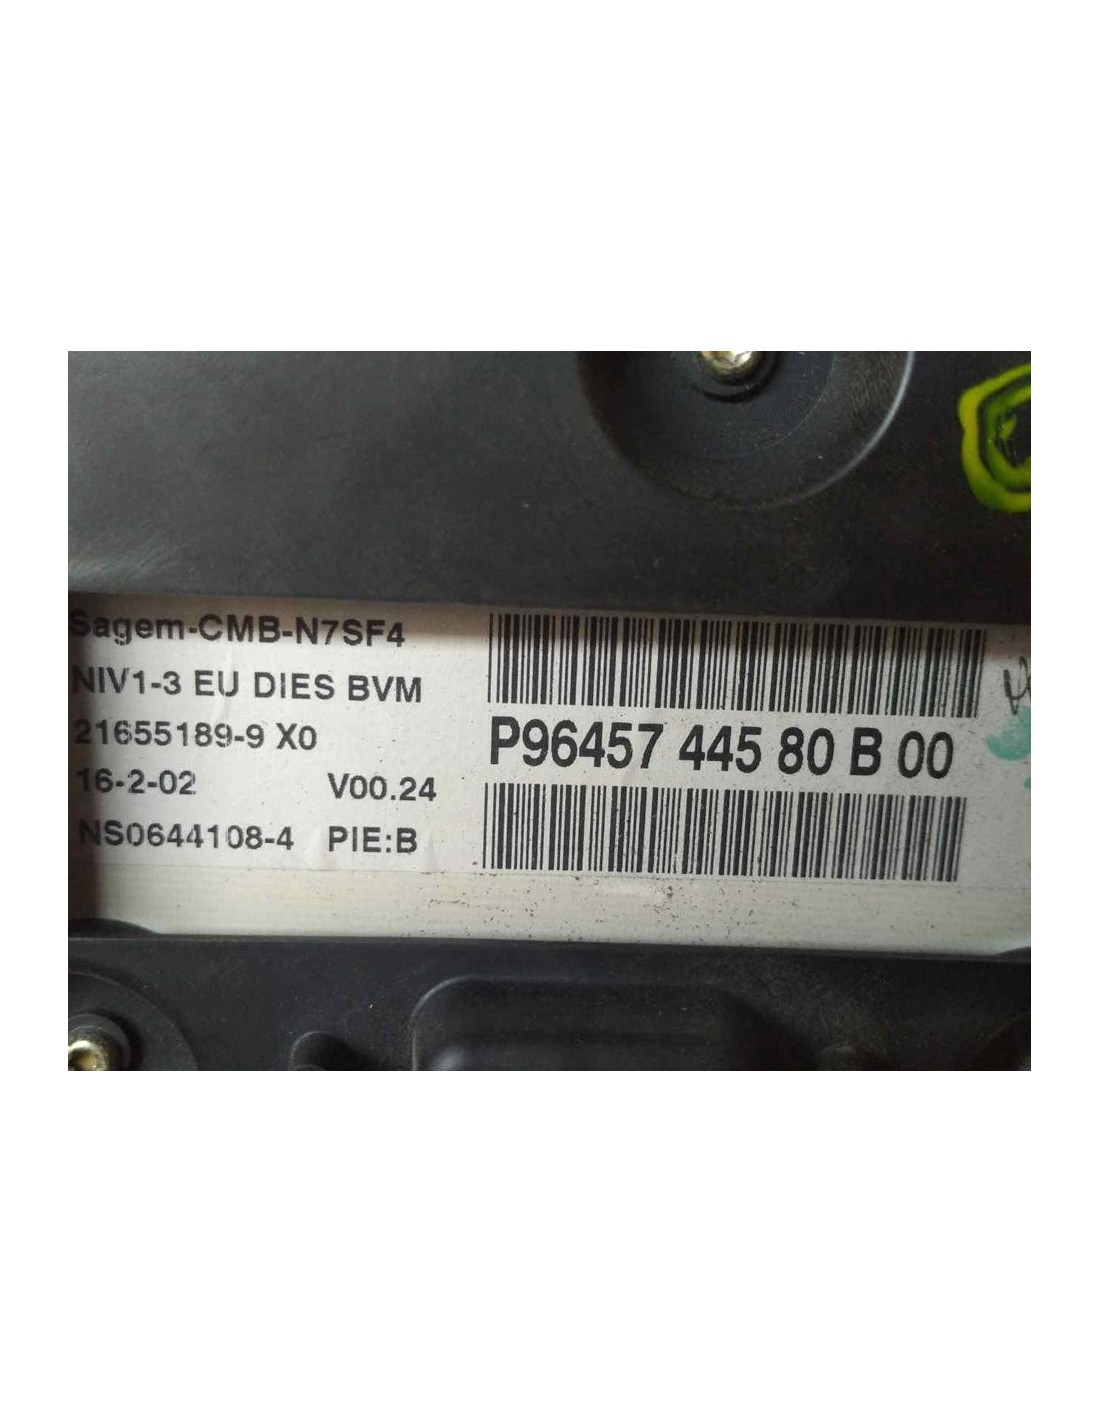 Sagem-CMB-N7SF4
NIV1-3 EU DIES BVM
21655189-9 X0
16-2-02 V00.24
NS0644108-4 PIE:B
P96457 445 80 B 00